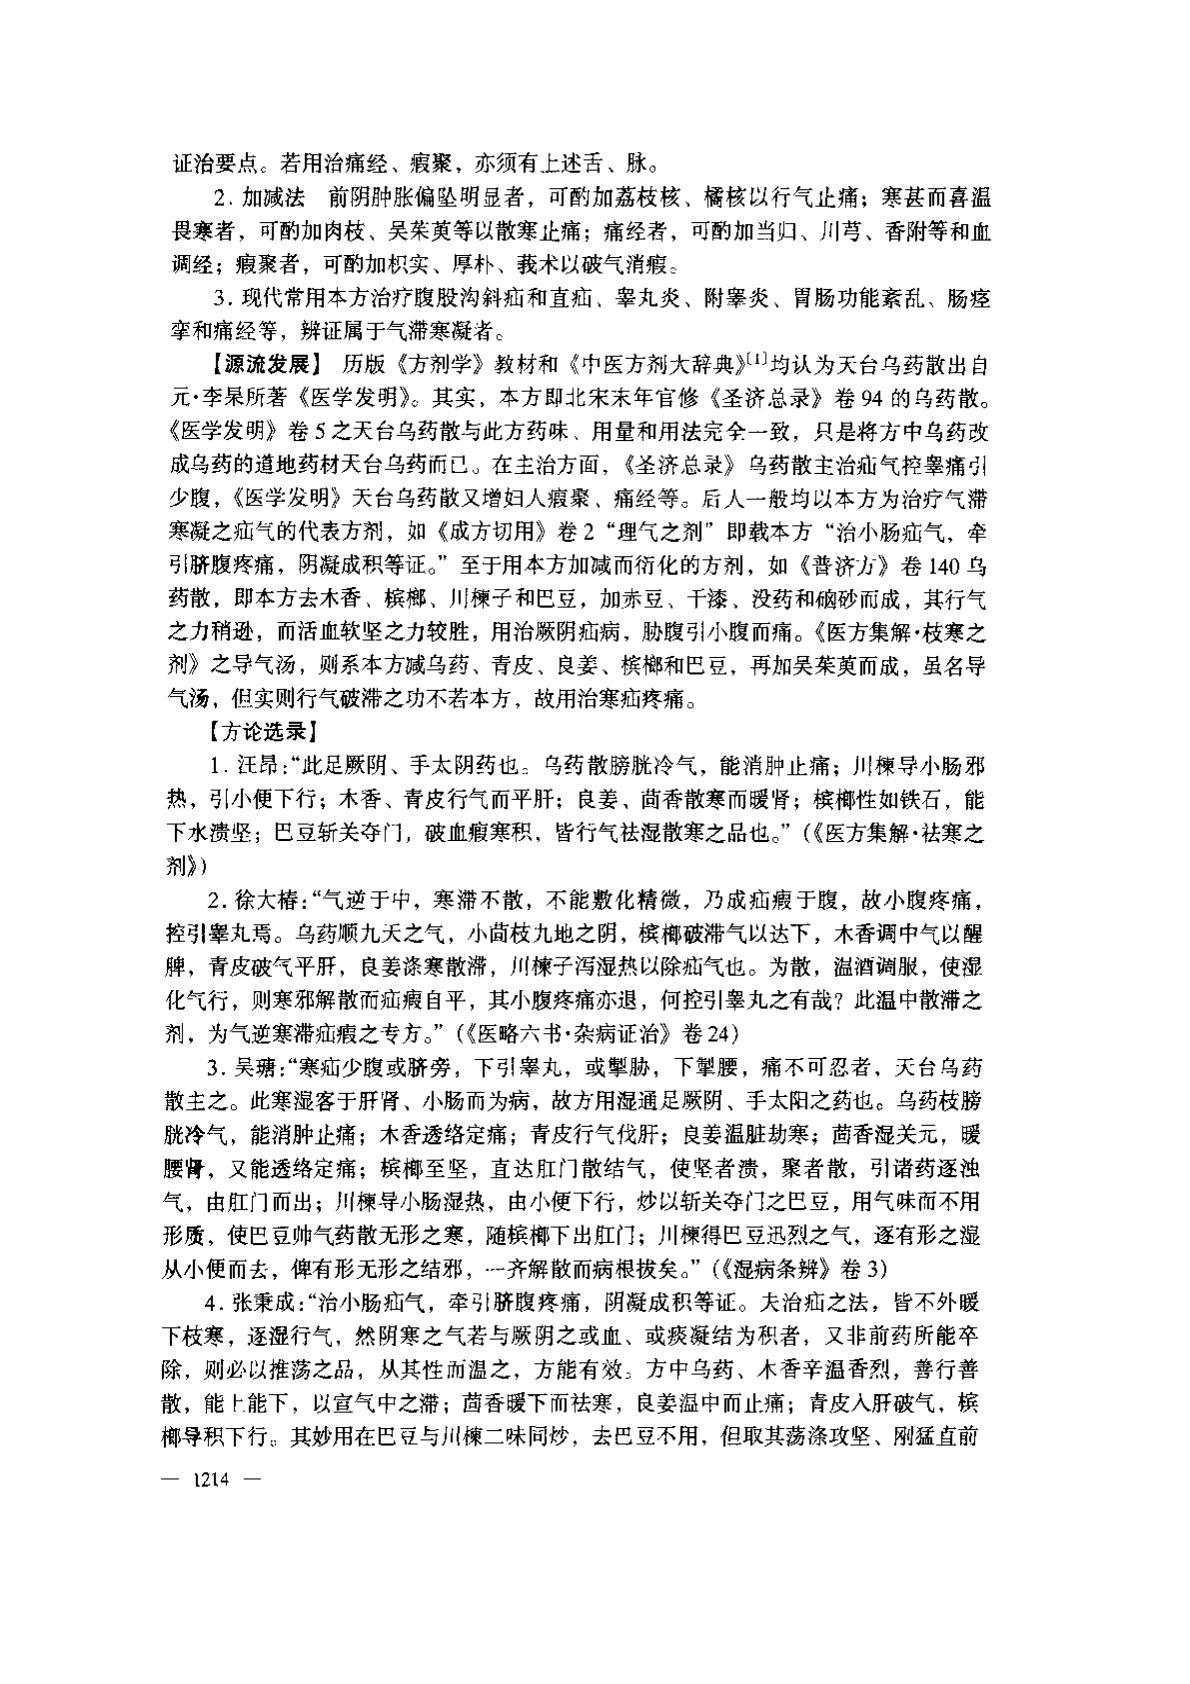 证治要点。若用治痛经、瘕聚，亦须有上述舌、脉。
2. 加减法　前阴肿胀偏坠明显者，可酌加荔枝核、橘核以行气止痛；寒甚而喜温
畏寒者，可酌加肉枝、吴茱萸等以散寒止痛；痛经者，可酌加当归、川芎、香附等和血
调经；瘕聚者，可酌加枳实、厚朴、莪术以破气消瘕。
3. 现代常用本方治疗腹股沟斜疝和直疝、睾丸炎、附睾炎、胃肠功能紊乱、肠痉
挛和痛经等，辨证属于气滞寒凝者。
【源流发展】 历版《方剂学》教材和《中医方剂大辞典》[1]均认为天台乌药散出自
元·李杲所著《医学发明》。其实，本方即北宋末年官修《圣济总录》卷 94 的乌药散。
《医学发明》卷 5 之天台乌药散与此方药味、用量和用法完全一致，只是将方中乌药改
成乌药的道地药材天台乌药而已。在主治方面，《圣济总录》乌药散主治疝气控睾痛引
少腹，《医学发明》天台乌药散又增妇人瘕聚、痛经等。后人一般均以本方为治疗气滞
寒凝之疝气的代表方剂，如《成方切用》卷 2“理气之剂”即载本方“治小肠疝气，牵
引脐腹疼痛，阴凝成积等证。”至于用本方加减而衍化的方剂，如《普济方》卷 140 乌
药散，即本方去木香、槟榔、川楝子和巴豆，加赤豆、干漆、没药和硇砂而成，其行气
之力稍逊，而活血软坚之力较胜，用治厥阴疝病，胁腹引小腹而痛。《医方集解·枝寒之
剂》之导气汤，则系本方减乌药、青皮、良姜、槟榔和巴豆，再加吴茱萸而成，虽名导
气汤，但实则行气破滞之功不若本方，故用治寒疝疼痛。
【方论选录】
1. 汪昂：“此足厥阴、手太阴药也。乌药散膀胱冷气，能消肿止痛；川楝导小肠邪
热，引小便下行；木香、青皮行气而平肝；良姜、茴香散寒而暖肾；槟榔性如铁石，能
下水溃坚；巴豆斩关夺门，破血瘕寒积，皆行气祛湿散寒之品也。”（《医方集解·祛寒之
剂》）
2. 徐大椿：“气逆于中，寒滞不散，不能敷化精微，乃成疝瘕于腹，故小腹疼痛，
控引睾丸焉。乌药顺九天之气，小茴枝九地之阴，槟榔破滞气以达下，木香调中气以醒
脾，青皮破气平肝，良姜涤寒散滞，川楝子泻湿热以除疝气也。为散，温酒调服，使湿
化气行，则寒邪解散而疝瘕自平，其小腹疼痛亦退，何控引睾丸之有哉？此温中散滞之
剂，为气逆寒滞疝瘕之专方。”（《医略六书·杂病证治》卷 24）
3. 吴瑭：“寒疝少腹或脐旁，下引睾丸，或掣胁，下掣腰，痛不可忍者，天台乌药
散主之。此寒湿客于肝肾、小肠而为病，故方用湿通足厥阴、手太阳之药也。乌药枝膀
胱冷气，能消肿止痛；木香透络定痛；青皮行气伐肝；良姜温脏劫寒；茴香湿关元，暖
腰肾，又能透络定痛；槟榔至坚，直达肛门散结气，使坚者溃，聚者散，引诸药逐浊
气，由肛门而出；川楝导小肠湿热，由小便下行，炒以斩关夺门之巴豆，用气味而不用
形质，使巴豆帅气药散无形之寒，随槟榔下出肛门；川楝得巴豆迅烈之气，逐有形之湿
从小便而去，俾有形无形之结邪，一齐解散而病根拔矣。”（《湿病条辨》卷 3）
4. 张秉成：“治小肠疝气，牵引脐腹疼痛，阴凝成积等证。夫治疝之法，皆不外暖
下枝寒，逐湿行气，然阴寒之气若与厥阴之或血、或痰凝结为积者，又非前药所能卒
除，则必以推荡之品，从其性而温之，方能有效。方中乌药、木香辛温香烈，善行善
散，能上能下，以宣气中之滞；茴香暖下而祛寒，良姜温中而止痛；青皮入肝破气，槟
榔导积下行。其妙用在巴豆与川楝二味同炒，去巴豆不用，但取其荡涤攻坚、刚猛直前
— 1214 —